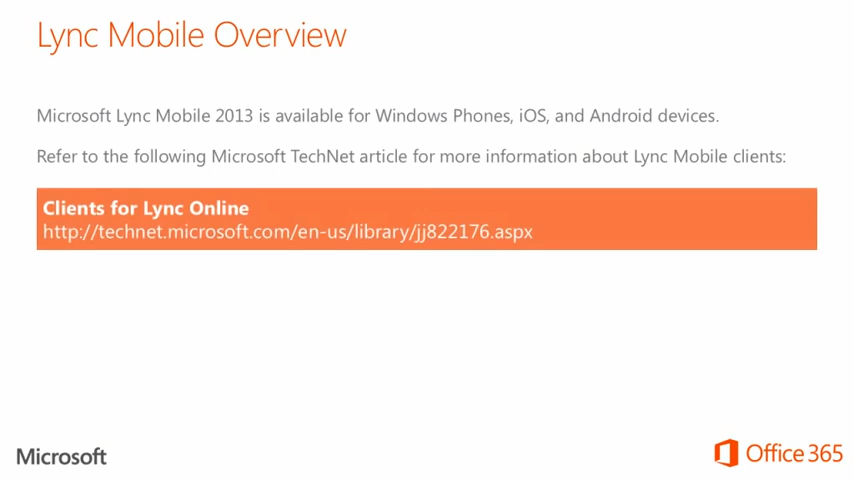 Lync Mobile Overview
Microsoft Lync Mobile 2013 is available for Windows Phones, iOS, and Android devices.
Refer to the following Microsoft TechNet article for more information about Lync Mobile clients:
Clients for Lync Online
http://technet.microsoft.com/en-us/library/jj822176.aspx
Microsoft
Office 365